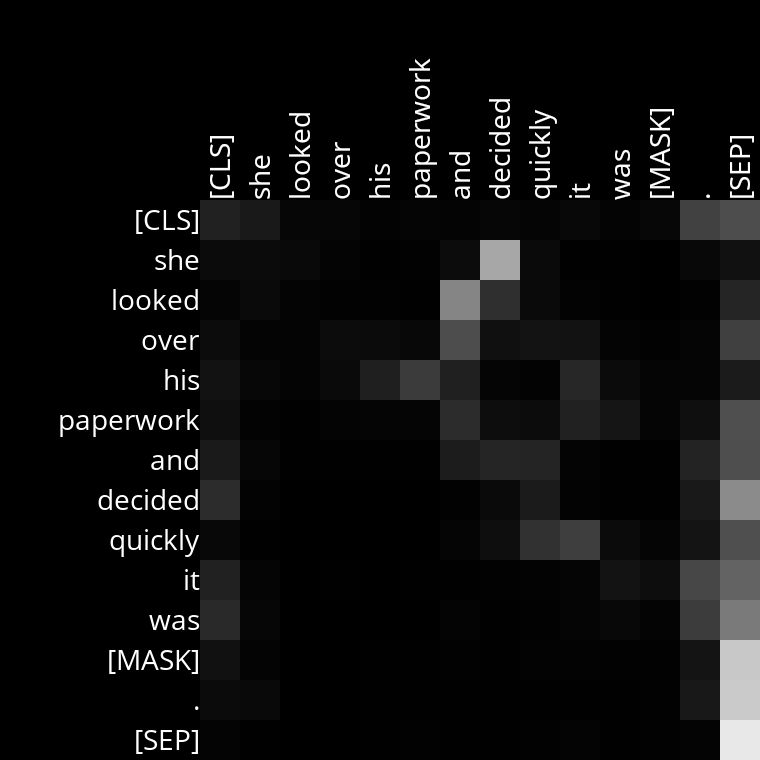 [CLS] she looked over his paperwork and decided quickly it was [MASK] . [SEP]
[CLS]
she
looked
over
his
paperwork
and
decided
quickly
it
was
[MASK]
.
[SEP]